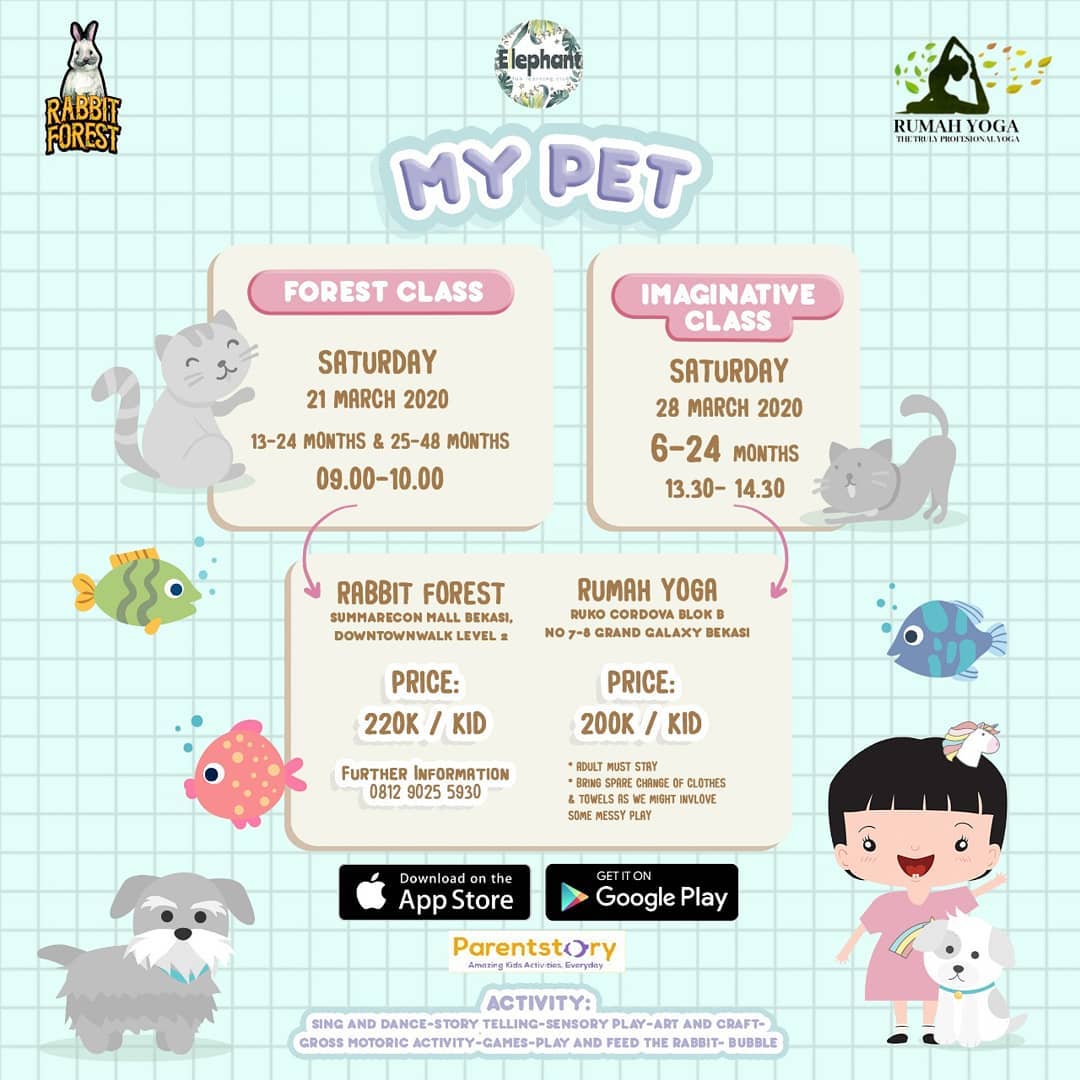 RABBIT
FOREST
Elephant
fun learning club
RUMAH YOGA
THE TRULY PROFESIONAL YOGA
MY PET
FOREST CLASS
SATURDAY
21 MARCH 2020
13-24 MONTHS & 25-48 MONTHS
09.00-10.00
IMAGINATIVE
CLASS
SATURDAY
28 MARCH 2020
6-24 MONTHS
13.30- 14.30
RABBIT FOREST
SUMMARECON MALL BEKASI,
DOWNTOWNWALK LEVEL 2
PRICE:
220K / KID
FURTHER INFORMATION
0812 9025 5930
RUMAH YOGA
RUKO CORDOVA BLOK B
NO 7-8 GRAND GALAXY BEKASI
PRICE:
200K / KID
* ADULT MUST STAY
* BRING SPARE CHANGE OF CLOTHES
& TOWELS AS WE MIGHT INVLOVE
SOME MESSY PLAY
Download on the
App Store
GET IT ON
Google Play
Parentstory
Amazing Kids Activities, Everyday
ACTIVITY:
SING AND DANCE-STORY TELLING-SENSORY PLAY-ART AND CRAFT-
GROSS MOTORIC ACTIVITY-GAMES-PLAY AND FEED THE RABBIT- BUBBLE